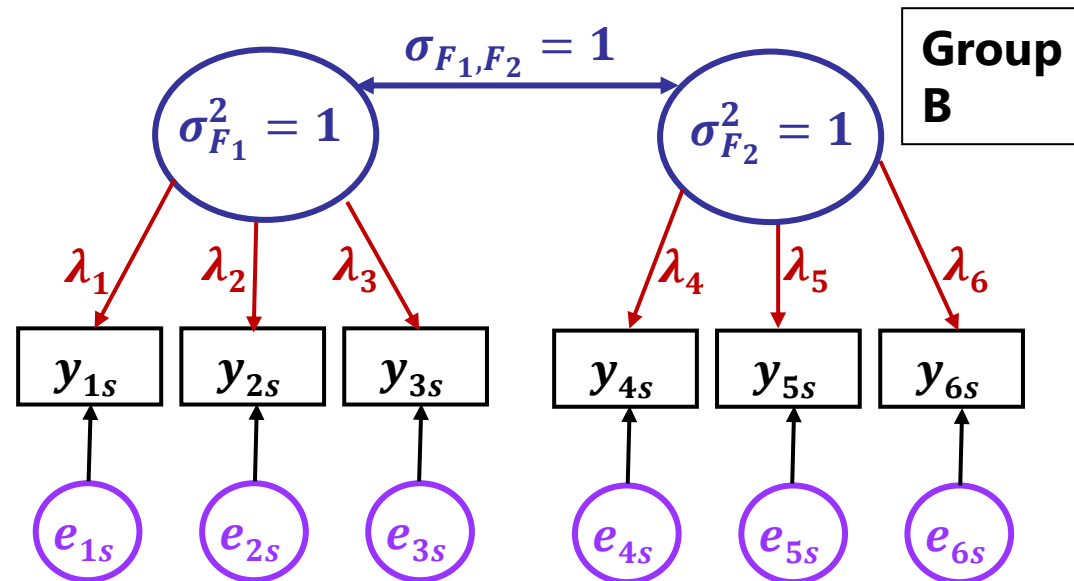 σ_{F₁,F₂} = 1
Group
B
σ²_{F₁} = 1
σ²_{F₂} = 1
λ₁ λ₂ λ₃ λ₄ λ₅ λ₆
y₁ₛ y₂ₛ y₃ₛ y₄ₛ y₅ₛ y₆ₛ
e₁ₛ e₂ₛ e₃ₛ e₄ₛ e₅ₛ e₆ₛ